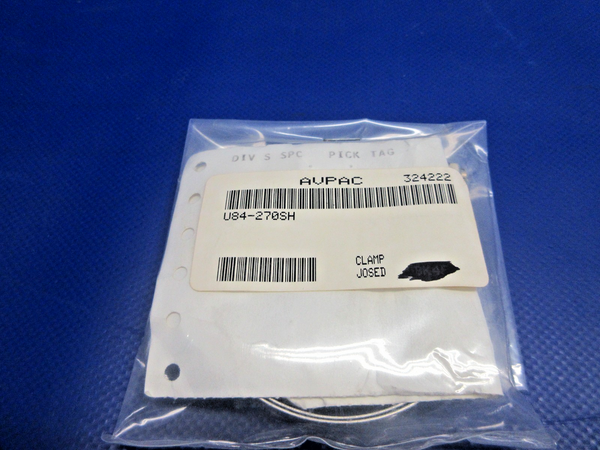 DIV S SPC PICK TAG
AVPAC 324222
U84-270SH
CLAMP
JOSED